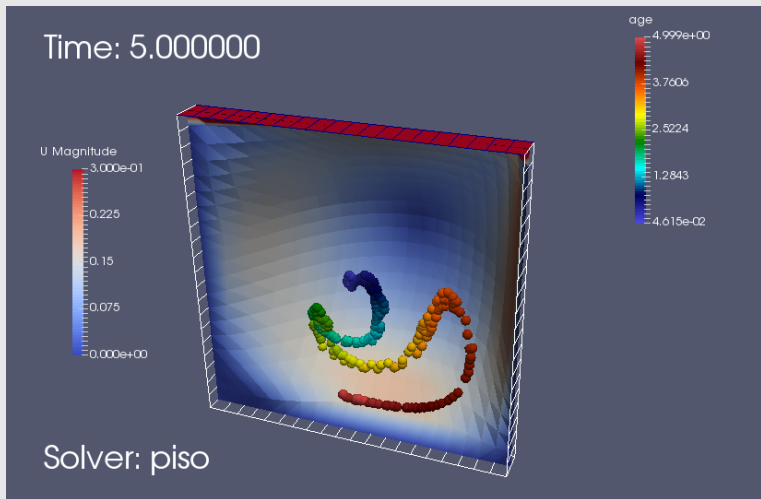 Time: 5.000000
age
4.999e+00
3.7606
2.5224
1.2843
4.615e-02
U Magnitude
3.000e-01
0.225
0.15
0.075
0.000e+00
Solver: piso